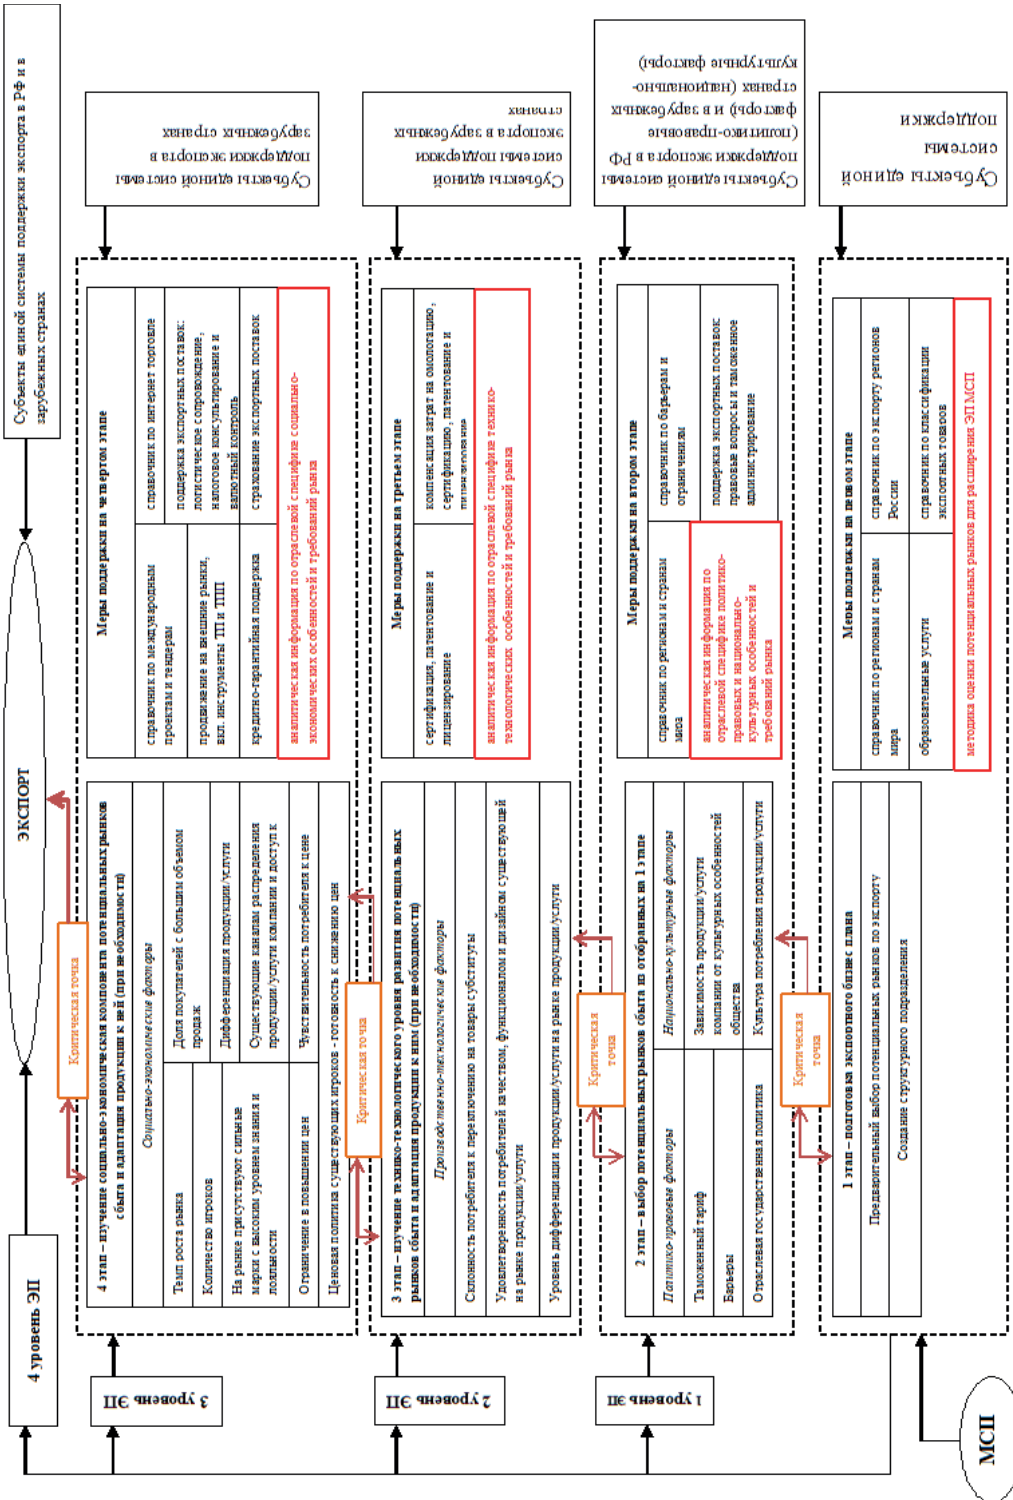 4 уровень ЭП
ЭКСПОРТ
Субъекты единой системы поддержки экспорта в РФ и в
зарубежных странах
Критическая точка
3 уровень ЭП
4 этап – изучение социально-экономической компонента потенциальных рынков
сбыта и адаптация продукции к ней (при необходимости)
Социально-экономические факторы
Темп роста рынка
Доля покупателей с большим объемом
продаж
Количество игроков
Дифференциация продукции/услуги
На рынке присутствуют сильные
марки с высоким уровнем знания и
лояльности
Существующие каналам распределения
продукции/услуги компании и доступ к
Ограничение в повышении цен
Чувствительность потребителя к цене
Ценовая политика существующих игроков - готовность к снижению цен
Меры поддержки на четвертом этапе
справочник по международным
проектам и тендерам
справочник по интернет торговле
продвижение на внешние рынки,
вкл. инструменты ТП и ТПП
поддержка экспортных поставок:
логистическое сопровождение,
налоговое консультирование и
валютный контроль
кредитно-гарантийная поддержка
страхование экспортных поставок
аналитическая информация по отраслевой специфике социально-
экономических особенностей и требований рынка
Субъекты единой системы
поддержки экспорта в
зарубежных странах
Критическая точка
2 уровень ЭП
3 этап – изучение технико-технологического уровня развития потенциальных
рынков сбыта и адаптация продукции к ним (при необходимости)
Производственно-технологические факторы
Склонность потребителя к переключению на товары субституты
Удовлетворенность потребителей качеством, функционалом и дизайном существующей
на рынке продукции/услуги
Уровень дифференциации продукции/услуги на рынке продукции/услуги
Меры поддержки на третьем этапе
сертификация, патентование и
лицензирование
компенсация затрат на омологацию,
сертификацию, патентование и
лицензирование
аналитическая информация по отраслевой специфике технико-
технологических особенностей и требований рынка
Субъекты единой
системы поддержки
экспорта в зарубежных
странах
Критическая
точка
1 уровень ЭП
2 этап – выбор потенциальных рынков сбыта из отобранных на 1 этапе
Политико-правовые факторы
Национально-культурные факторы
Таможенный тариф
Зависимость продукции/услуги
компании от культурных особенностей
общества
Барьеры
Отраслевая государственная политика
Культура потребления продукции/услуги
Меры поддержки на втором этапе
справочник по регионам и странам
мира
справочник по барьерам и
ограничениям
аналитическая информация по
отраслевой специфике политико-
правовых и национально-
культурных особенностей и
требований рынка
поддержка экспортных поставок:
правовые вопросы и таможенное
администрирование
Субъекты единой системы
поддержки экспорта в РФ
(политико-правовые
факторы) и в зарубежных
странах (национально-
культурные факторы)
Критическая
точка
1 этап – подготовка экспортного бизнес плана
Предварительный выбор потенциальных рынков по экспорту
Создание структурного подразделения
Меры поддержки на первом этапе
справочник по регионам и странам
мира
справочник по экспорту регионов
России
образовательные услуги
справочник по классификации
экспортных товаров
методика оценки потенциальных рынков для расширения ЭП МСП
Субъекты единой
системы
поддержки
МСП